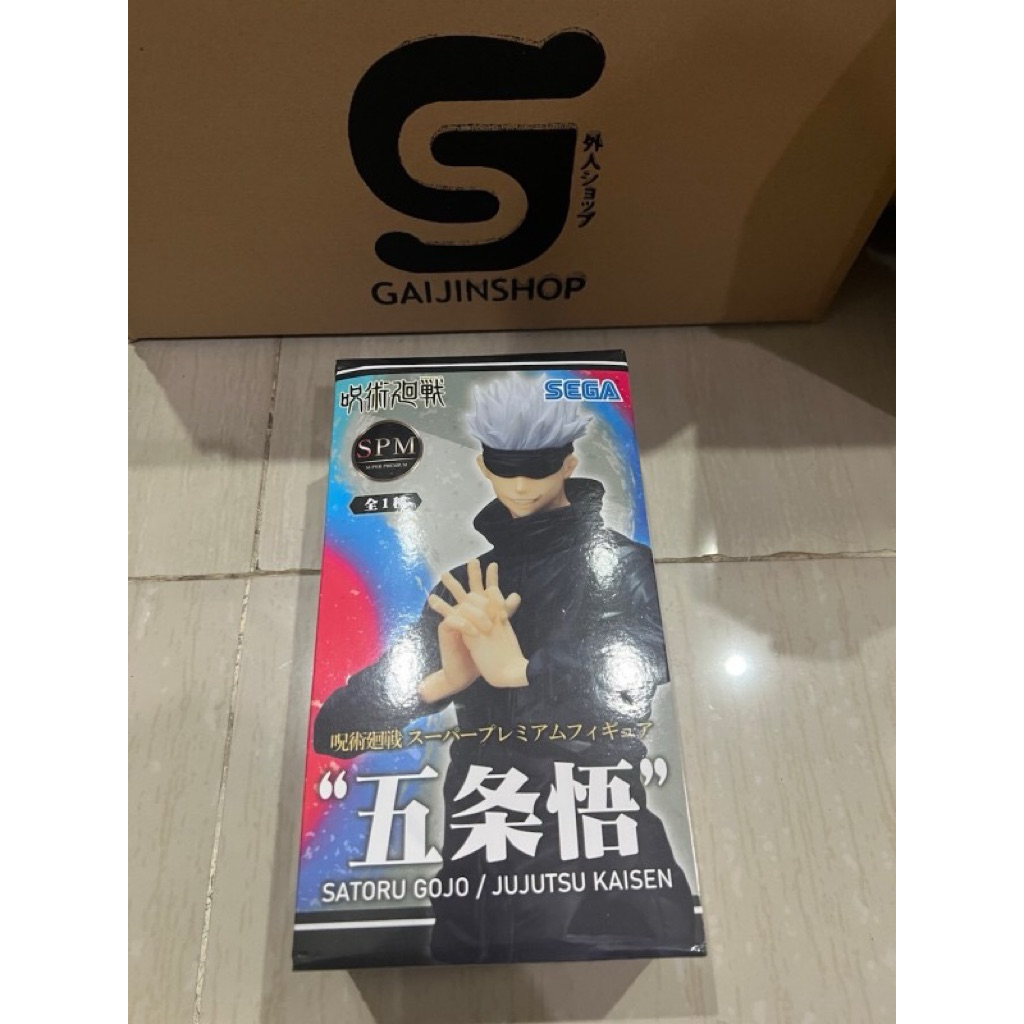 外人ショップ
GAIJINSHOP
呪術廻戦
SEGA
SPM
SUPER PREMIUM
全1種
呪術廻戦 スーパープレミアムフィギュア
“五条悟”
SATORU GOJO / JUJUTSU KAISEN